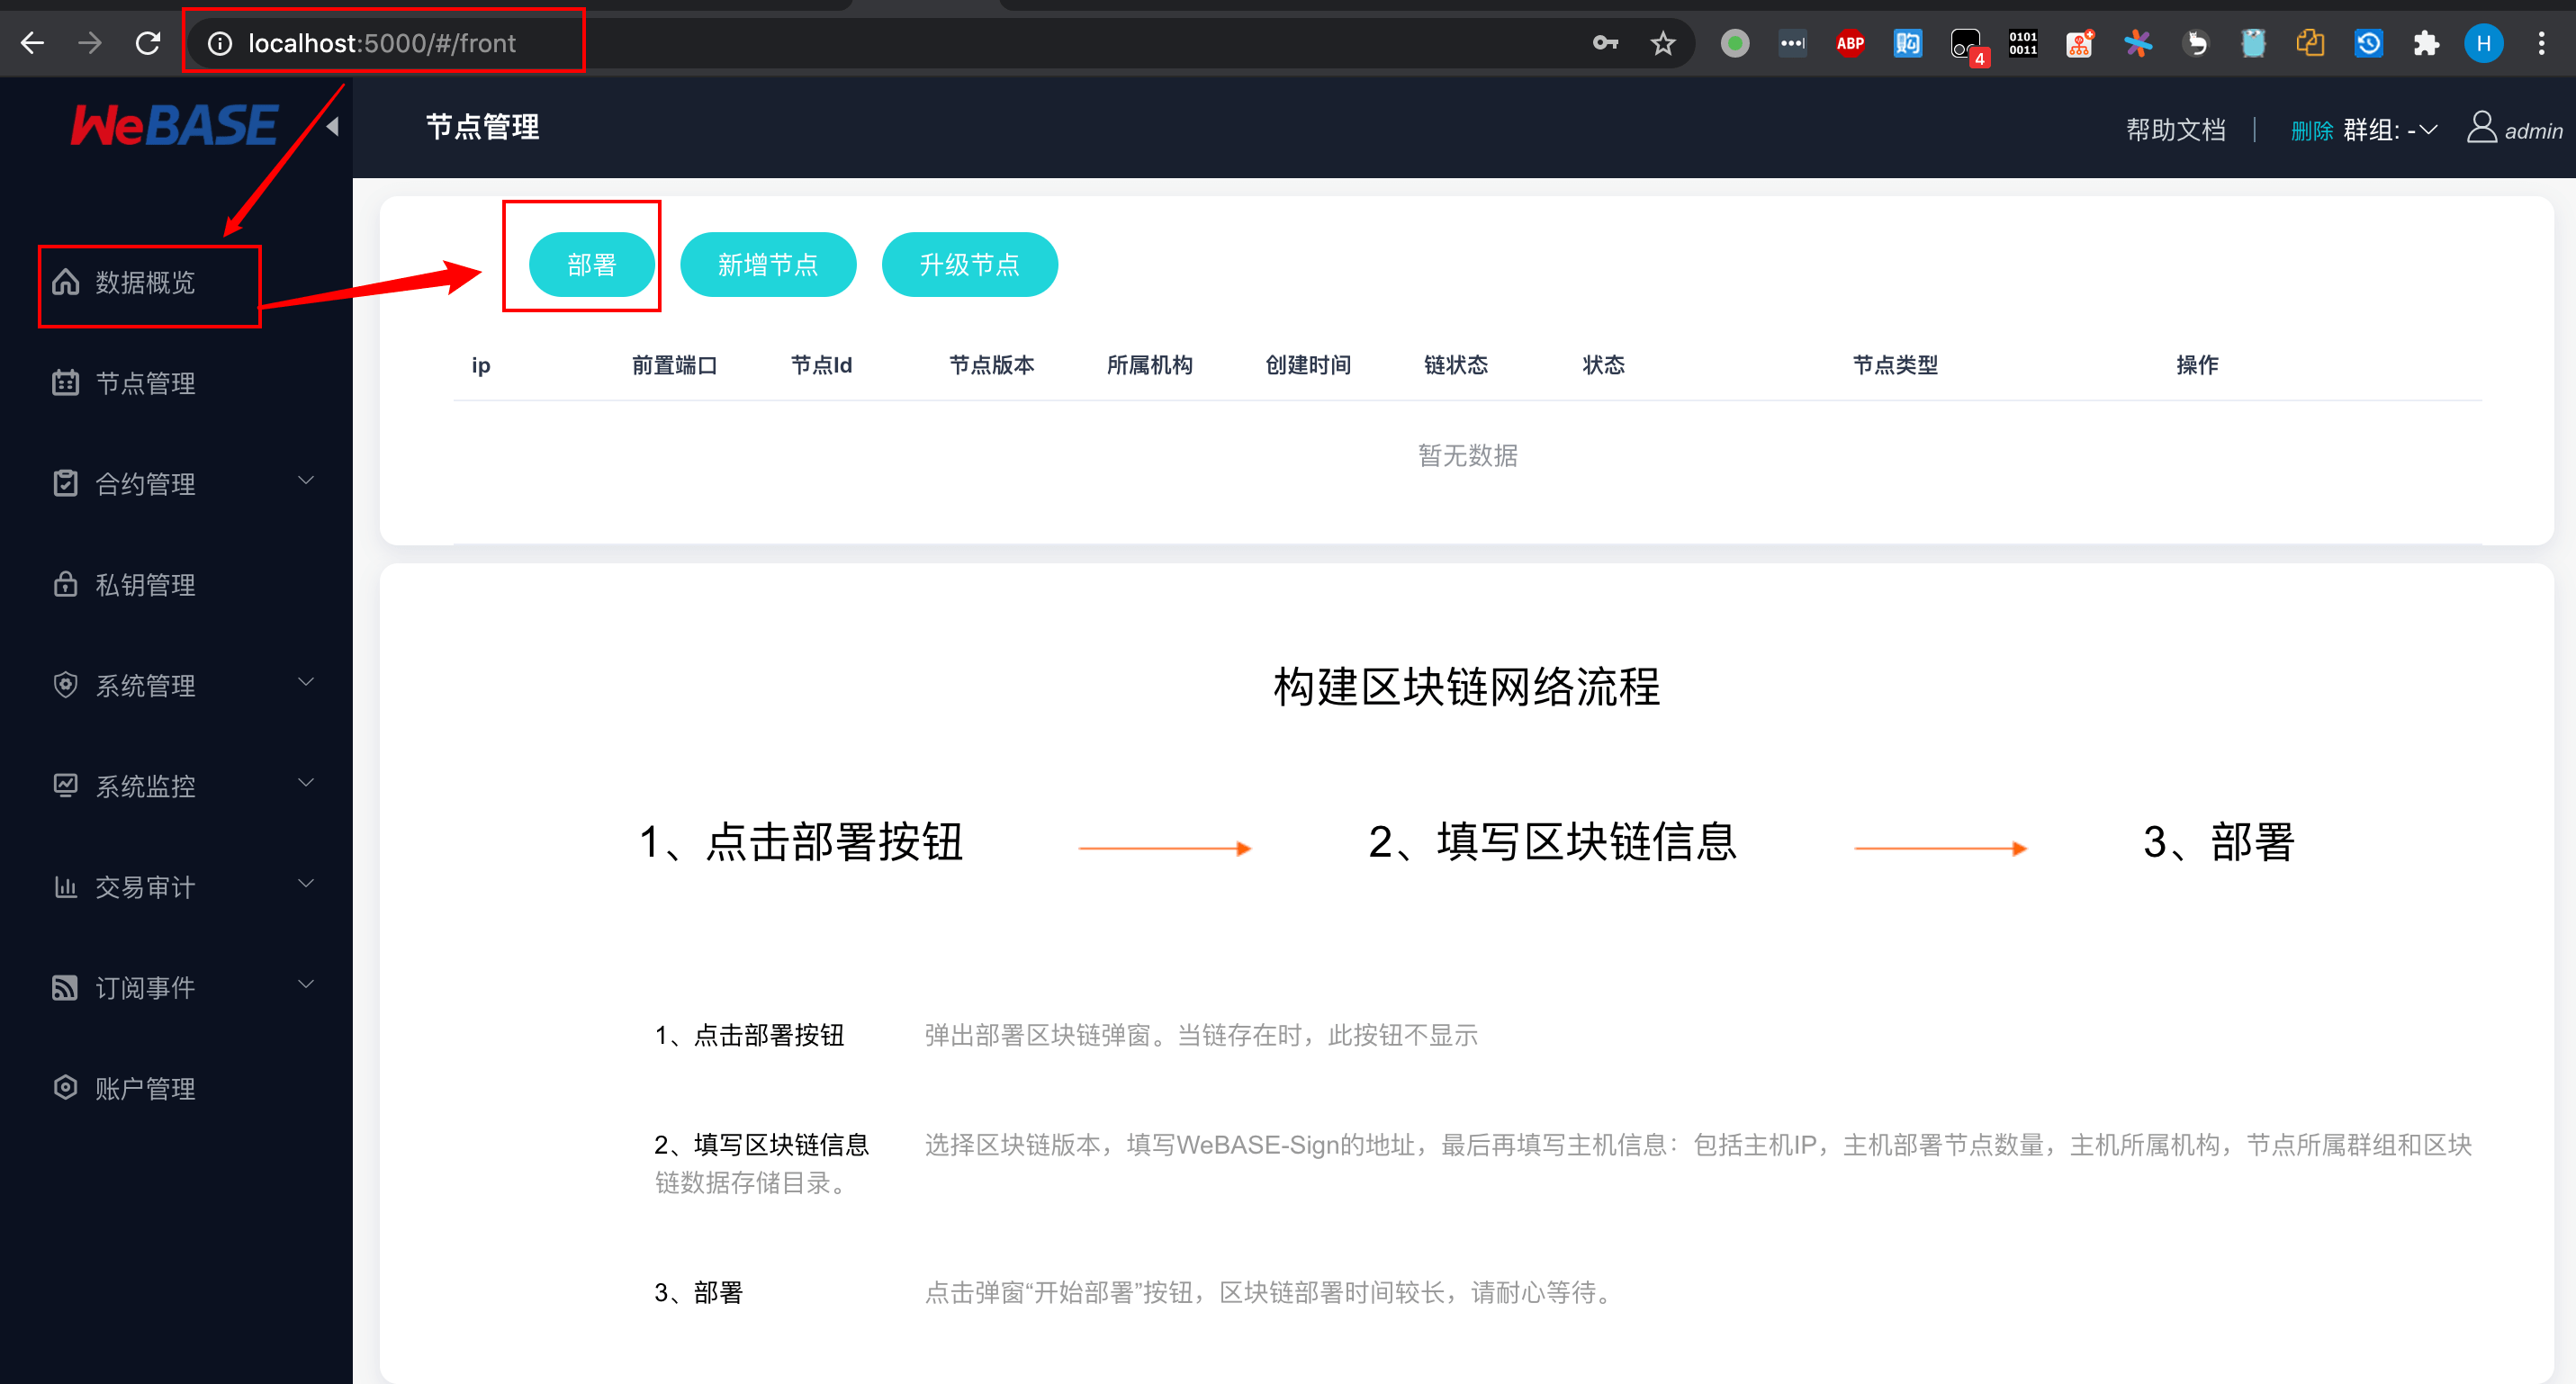 localhost:5000/#/front
ABP
购
4
0101
0011
H
WeBASE
节点管理
帮助文档
删除 群组: -
admin
数据概览
节点管理
合约管理
私钥管理
系统管理
系统监控
交易审计
订阅事件
账户管理
部署
新增节点
升级节点
ip 前置端口 节点Id 节点版本 所属机构 创建时间 链状态 状态 节点类型 操作
暂无数据
构建区块链网络流程
1、点击部署按钮 2、填写区块链信息 3、部署
1、点击部署按钮 弹出部署区块链弹窗。当链存在时，此按钮不显示
2、填写区块链信息 选择区块链版本，填写WeBASE-Sign的地址，最后再填写主机信息：包括主机IP，主机部署节点数量，主机所属机构，节点所属群组和区块
链数据存储目录。
3、部署 点击弹窗“开始部署”按钮，区块链部署时间较长，请耐心等待。